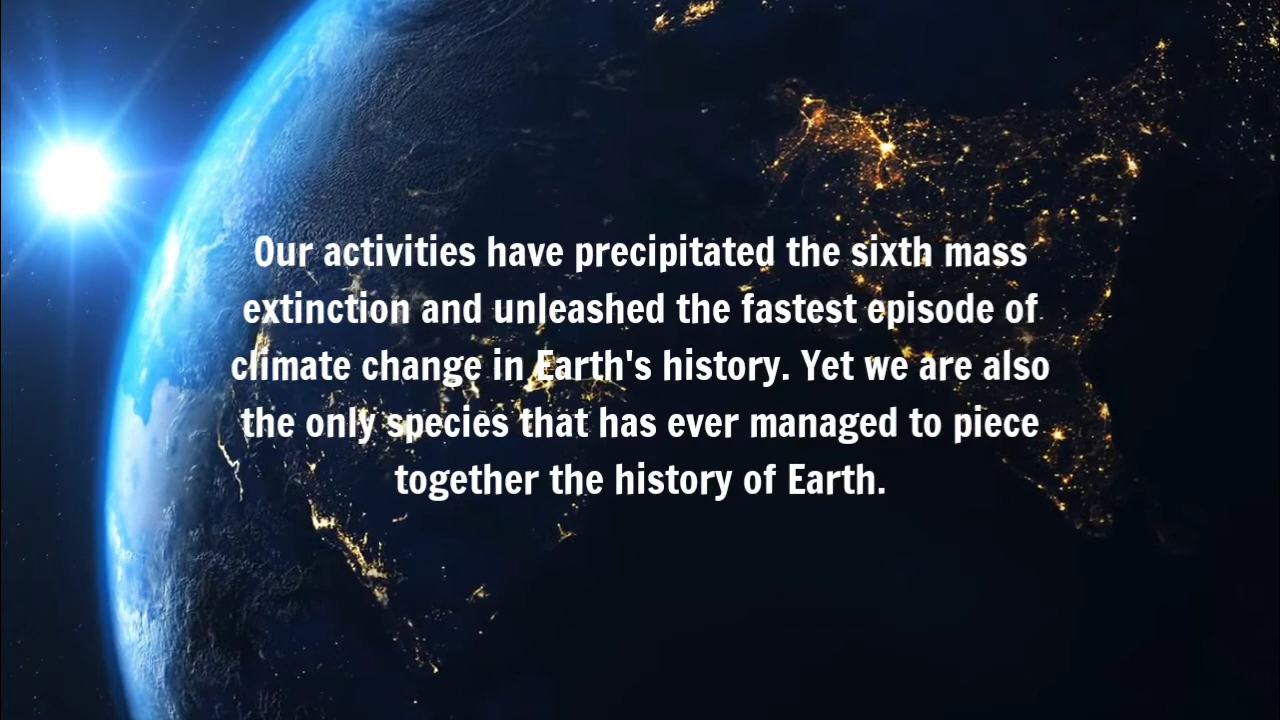 Our activities have precipitated the sixth mass
extinction and unleashed the fastest episode of
climate change in Earth's history. Yet we are also
the only species that has ever managed to piece
together the history of Earth.